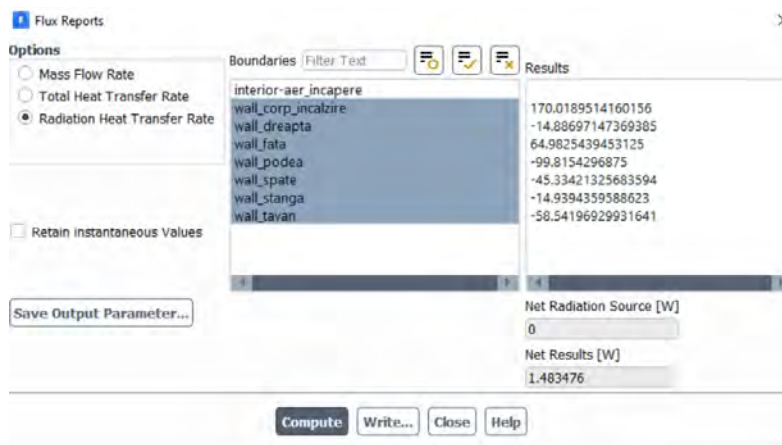 Flux Reports
Options
Mass Flow Rate
Total Heat Transfer Rate
Radiation Heat Transfer Rate
Retain instantaneous Values
Save Output Parameter...
Boundaries Filter Text
interior-aer_incapere
wall_corp_incalzire
wall_dreapta
wall_fata
wall_podea
wall_spate
wall_stanga
wall_tavan
Results
170.0189514160156
-14.88697147369385
64.9825439453125
-99.8154296875
-45.33421325683594
-14.9394359588623
-58.54196929931641
Net Radiation Source [W]
0
Net Results [W]
1.483476
Compute Write... Close Help